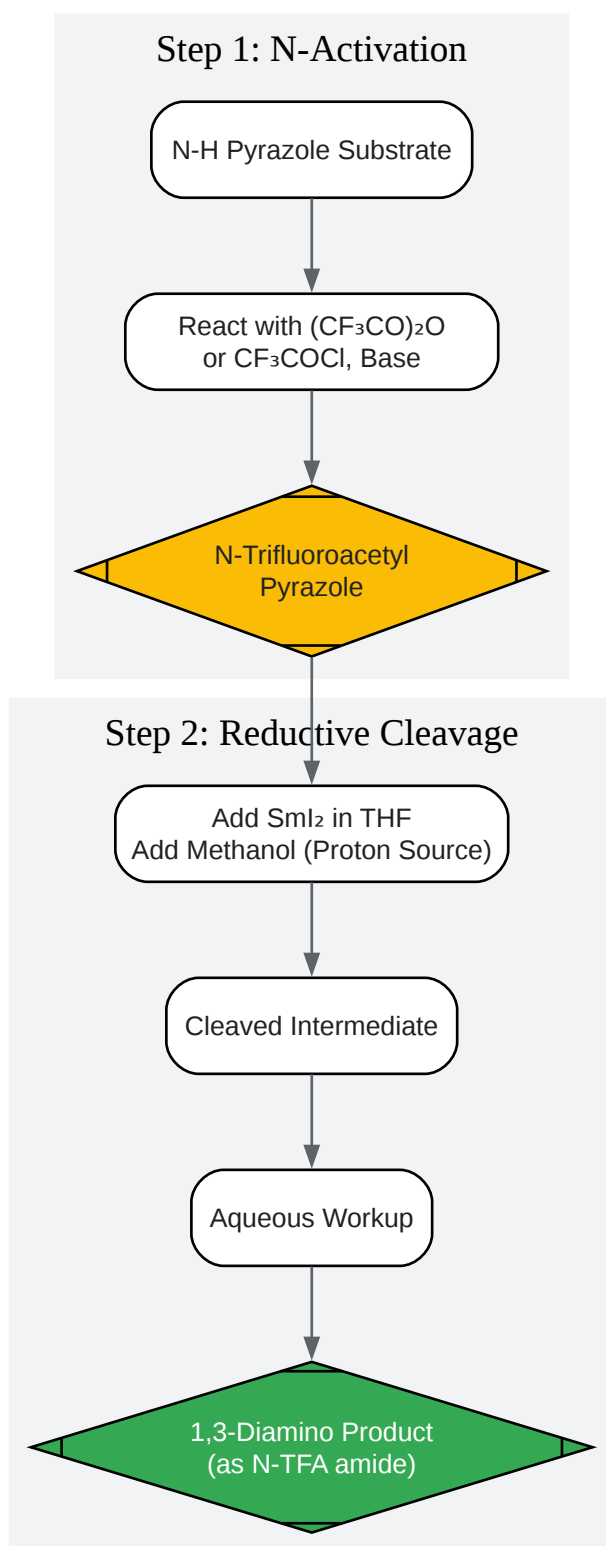 Step 1: N-Activation
N-H Pyrazole Substrate
React with (CF₃CO)₂O
or CF₃COCl, Base
N-Trifluoroacetyl
Pyrazole
Step 2: Reductive Cleavage
Add SmI₂ in THF
Add Methanol (Proton Source)
Cleaved Intermediate
Aqueous Workup
1,3-Diamino Product
(as N-TFA amide)